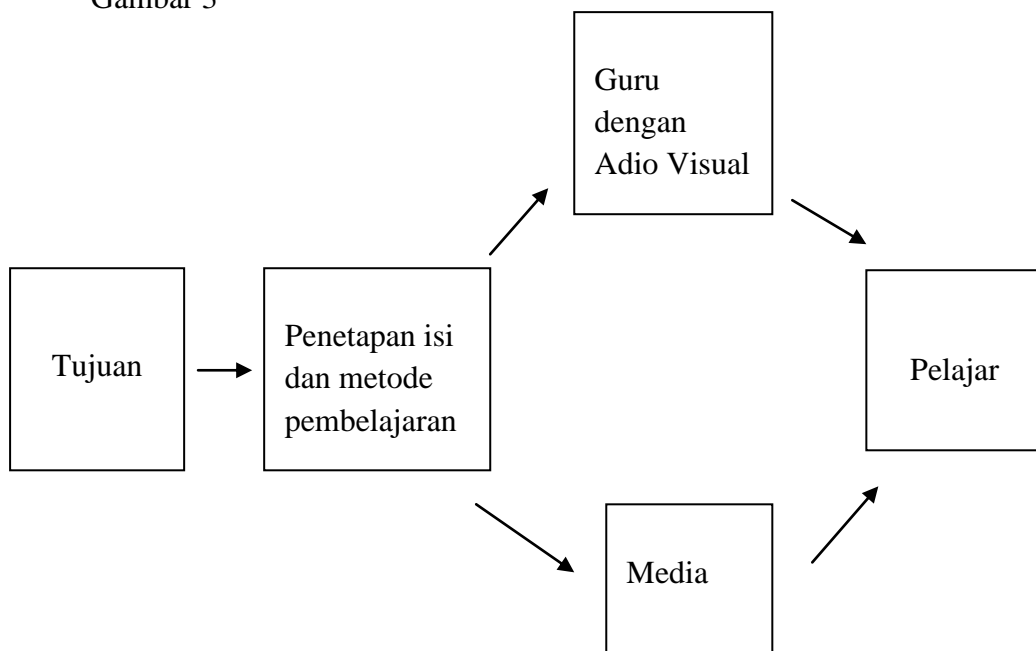 Gambar 3
Guru
dengan
Adio Visual
Tujuan
Penetapan isi
dan metode
pembelajaran
Pelajar
Media